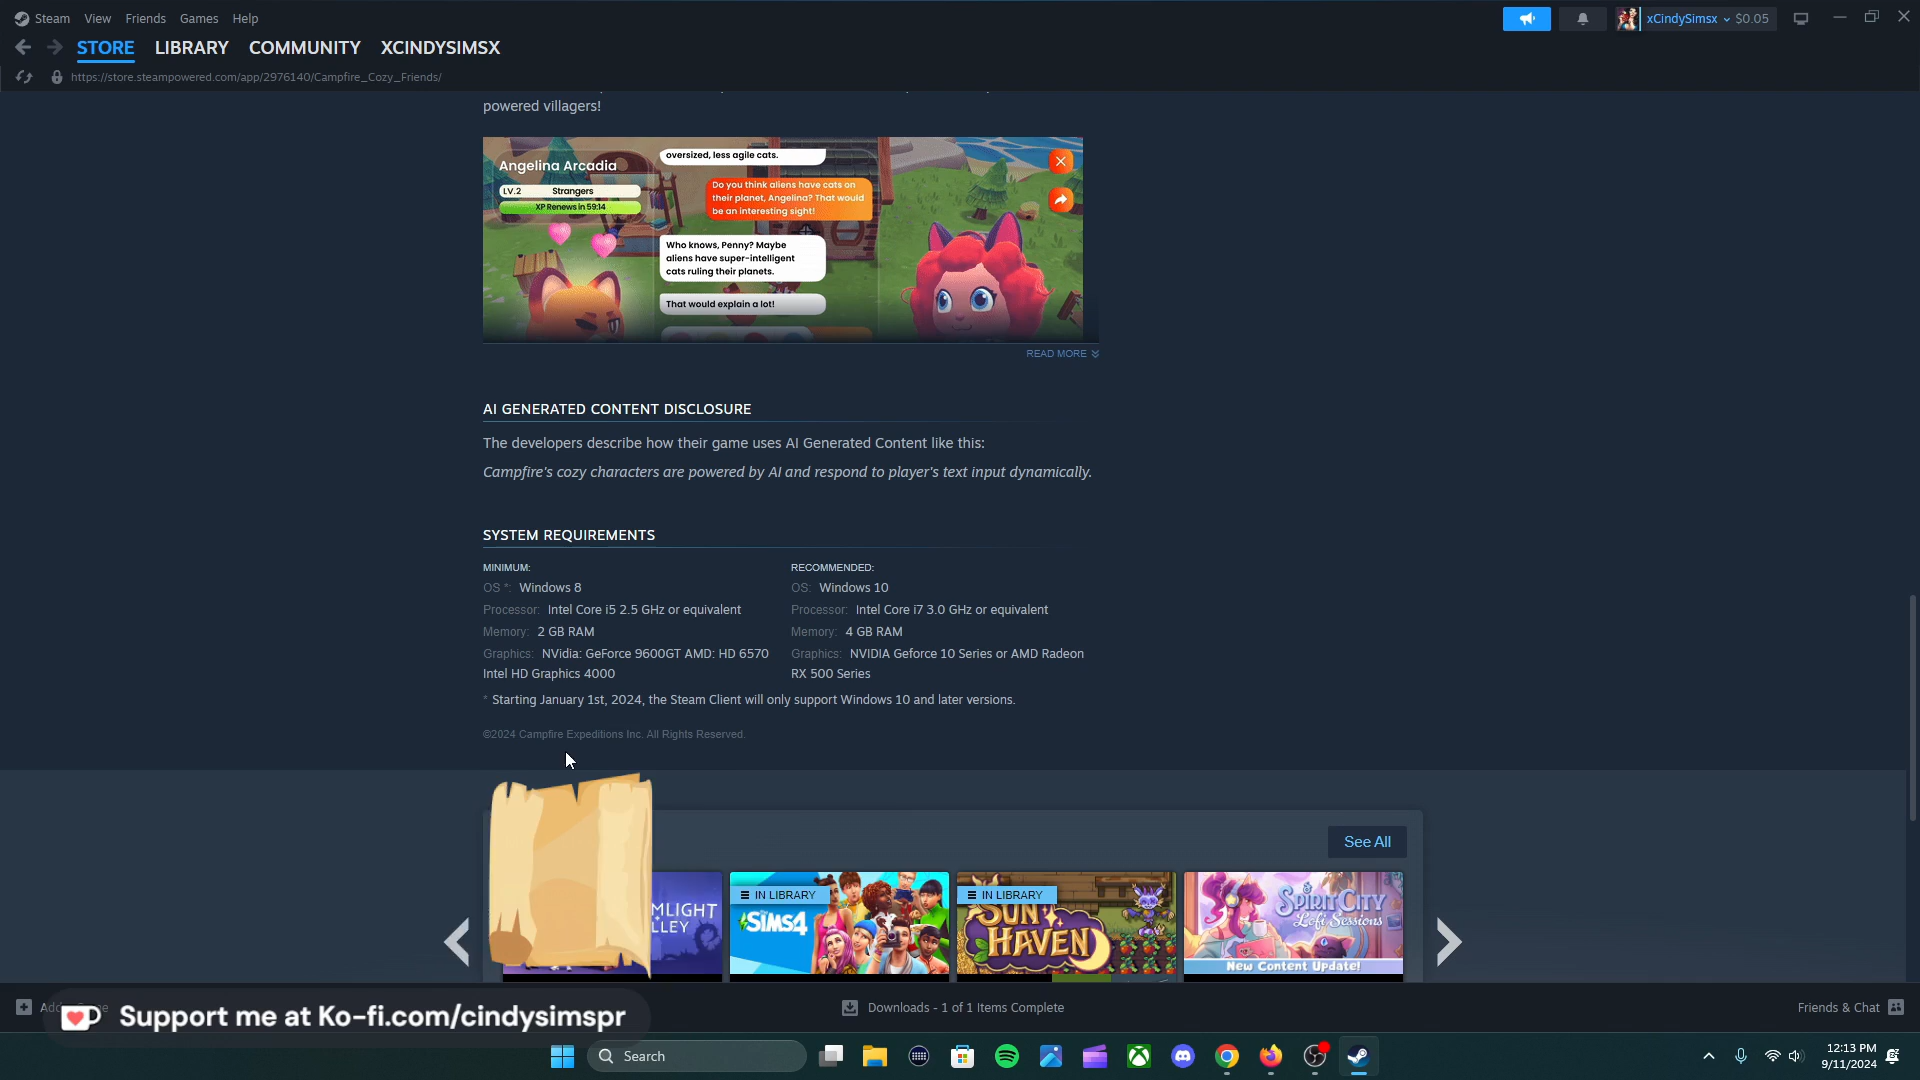 Steam View Friends Games Help
xCindySimsx $0.05
STORE LIBRARY COMMUNITY XCINDYSIMSX
https://store.steampowered.com/app/2976140/Campfire_Cozy_Friends/
powered villagers!
Angelina Arcadia
LV.2 Strangers
XP Renews in 59:14
oversized, less agile cats.
Do you think aliens have cats on
their planet, Angelina? That would
be an interesting sight!
Who knows, Penny? Maybe
aliens have super-intelligent
cats ruling their planets.
That would explain a lot!
READ MORE
AI GENERATED CONTENT DISCLOSURE
The developers describe how their game uses AI Generated Content like this:
Campfire's cozy characters are powered by AI and respond to player's text input dynamically.
SYSTEM REQUIREMENTS
MINIMUM:
OS *: Windows 8
Processor: Intel Core i5 2.5 GHz or equivalent
Memory: 2 GB RAM
Graphics: NVidia: GeForce 9600GT AMD: HD 6570
Intel HD Graphics 4000
RECOMMENDED:
OS: Windows 10
Processor: Intel Core i7 3.0 GHz or equivalent
Memory: 4 GB RAM
Graphics: NVIDIA Geforce 10 Series or AMD Radeon
RX 500 Series
* Starting January 1st, 2024, the Steam Client will only support Windows 10 and later versions.
©2024 Campfire Expeditions Inc. All Rights Reserved.
See All
MLIGHT
LLEY
IN LIBRARY
THE SIMS 4
IN LIBRARY
SUN
HAVEN
SPIRIT CITY
Lofi Sessions
New Content Update!
Support me at Ko-fi.com/cindysimspr
Downloads - 1 of 1 Items Complete
Friends & Chat
Search
12:13 PM
9/11/2024